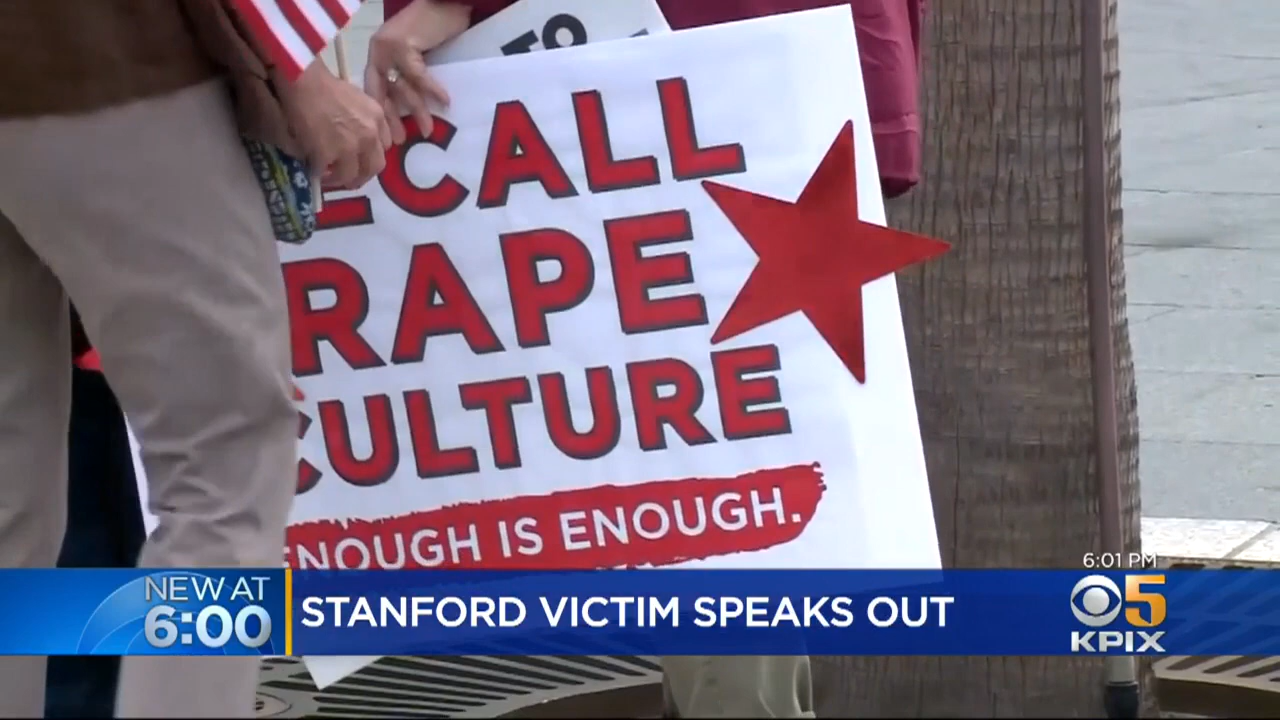 TO
ECALL
RAPE
CULTURE
ENOUGH IS ENOUGH.
6:01 PM
NEW AT
6:00
STANFORD VICTIM SPEAKS OUT
5
KPIX